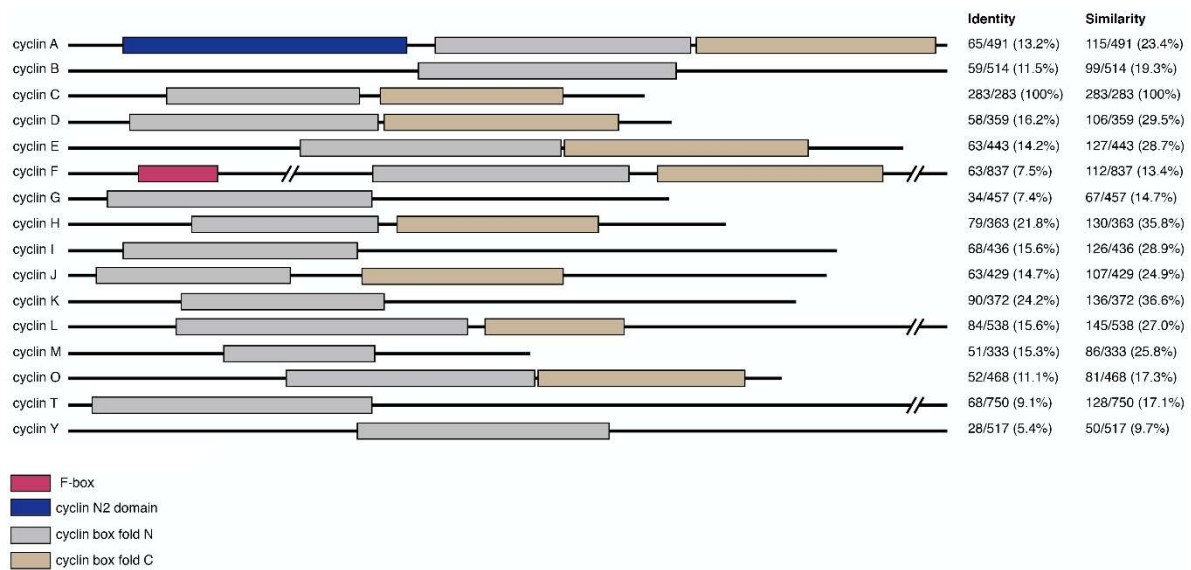 Identity Similarity
cyclin A 65/491 (13.2%) 115/491 (23.4%)
cyclin B 59/514 (11.5%) 99/514 (19.3%)
cyclin C 283/283 (100%) 283/283 (100%)
cyclin D 58/359 (16.2%) 106/359 (29.5%)
cyclin E 63/443 (14.2%) 127/443 (28.7%)
cyclin F 63/837 (7.5%) 112/837 (13.4%)
cyclin G 34/457 (7.4%) 67/457 (14.7%)
cyclin H 79/363 (21.8%) 130/363 (35.8%)
cyclin I 68/436 (15.6%) 126/436 (28.9%)
cyclin J 63/429 (14.7%) 107/429 (24.9%)
cyclin K 90/372 (24.2%) 136/372 (36.6%)
cyclin L 84/538 (15.6%) 145/538 (27.0%)
cyclin M 51/333 (15.3%) 86/333 (25.8%)
cyclin O 52/468 (11.1%) 81/468 (17.3%)
cyclin T 68/750 (9.1%) 128/750 (17.1%)
cyclin Y 28/517 (5.4%) 50/517 (9.7%)
F-box
cyclin N2 domain
cyclin box fold N
cyclin box fold C